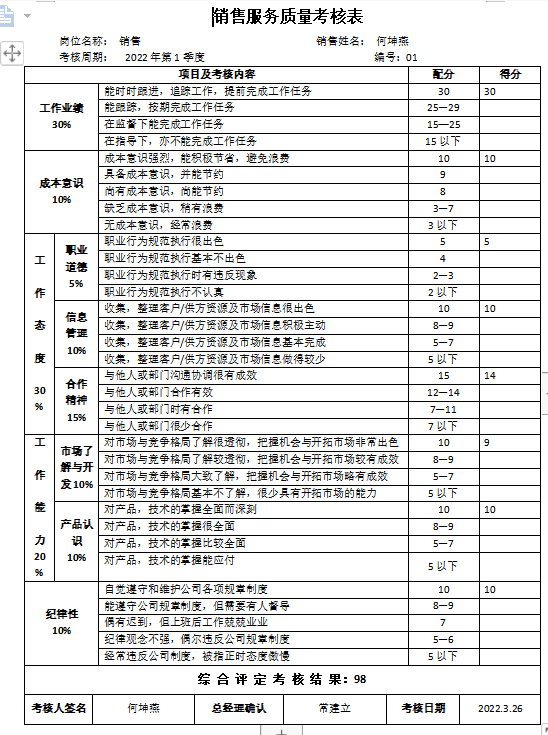 销售服务质量考核表
岗位名称： 销售 销售姓名： 何坤燕
考核周期： 2022年第1季度 编号：01
项目及考核内容 配分 得分
工作业绩 30%
能时时跟进，追踪工作，提前完成工作任务 30 30
能跟踪，按期完成工作任务 25—29
在监督下能完成工作任务 15—25
在指导下，亦不能完成工作任务 15以下
成本意识 10%
成本意识强烈，能积极节省，避免浪费 10 10
具备成本意识，并能节约 9
尚有成本意识，尚能节约 8
缺乏成本意识，稍有浪费 3—7
无成本意识，经常浪费 3以下
工作态度 30%
职业道德 5%
职业行为规范执行很出色 5 5
职业行为规范执行基本不出色 4
职业行为规范执行时有违反现象 2—3
职业行为规范执行不认真 2以下
信息管理 10%
收集，整理客户/供方资源及市场信息很出色 10 10
收集，整理客户/供方资源及市场信息积极主动 8—9
收集，整理客户/供方资源及市场信息基本完成 5—7
收集，整理客户/供方资源及市场信息做得较少 5以下
合作精神 15%
与他人或部门沟通协调很有成效 15 14
与他人或部门合作有效 12—14
与他人或部门时有合作 7—11
与他人或部门很少合作 7以下
工作能力20%
市场了解与开发10%
对市场与竞争格局了解很透彻，把握机会与开拓市场非常出色 10 9
对市场与竞争格局了解较透彻，把握机会与开拓市场较有成效 8—9
对市场与竞争格局大致了解，把握机会与开拓市场略有成效 5—7
对市场与竞争格局基本不了解，很少具有开拓市场的能力 5以下
产品认识 10%
对产品，技术的掌握全面而深刻 10 10
对产品，技术的掌握很全面 8—9
对产品，技术的掌握比较全面 5—7
对产品，技术的掌握能应付 5以下
纪律性 10%
自觉遵守和维护公司各项规章制度 10 10
能遵守公司规章制度，但需要有人督导 8—9
偶有迟到，但上班后工作兢兢业业 7
纪律观念不强，偶尔违反公司规章制度 5—6
经常违反公司制度，被指正时态度傲慢 5以下
综合评定考核结果：98
考核人签名 何坤燕 总经理确认 常建立 考核日期 2022.3.26